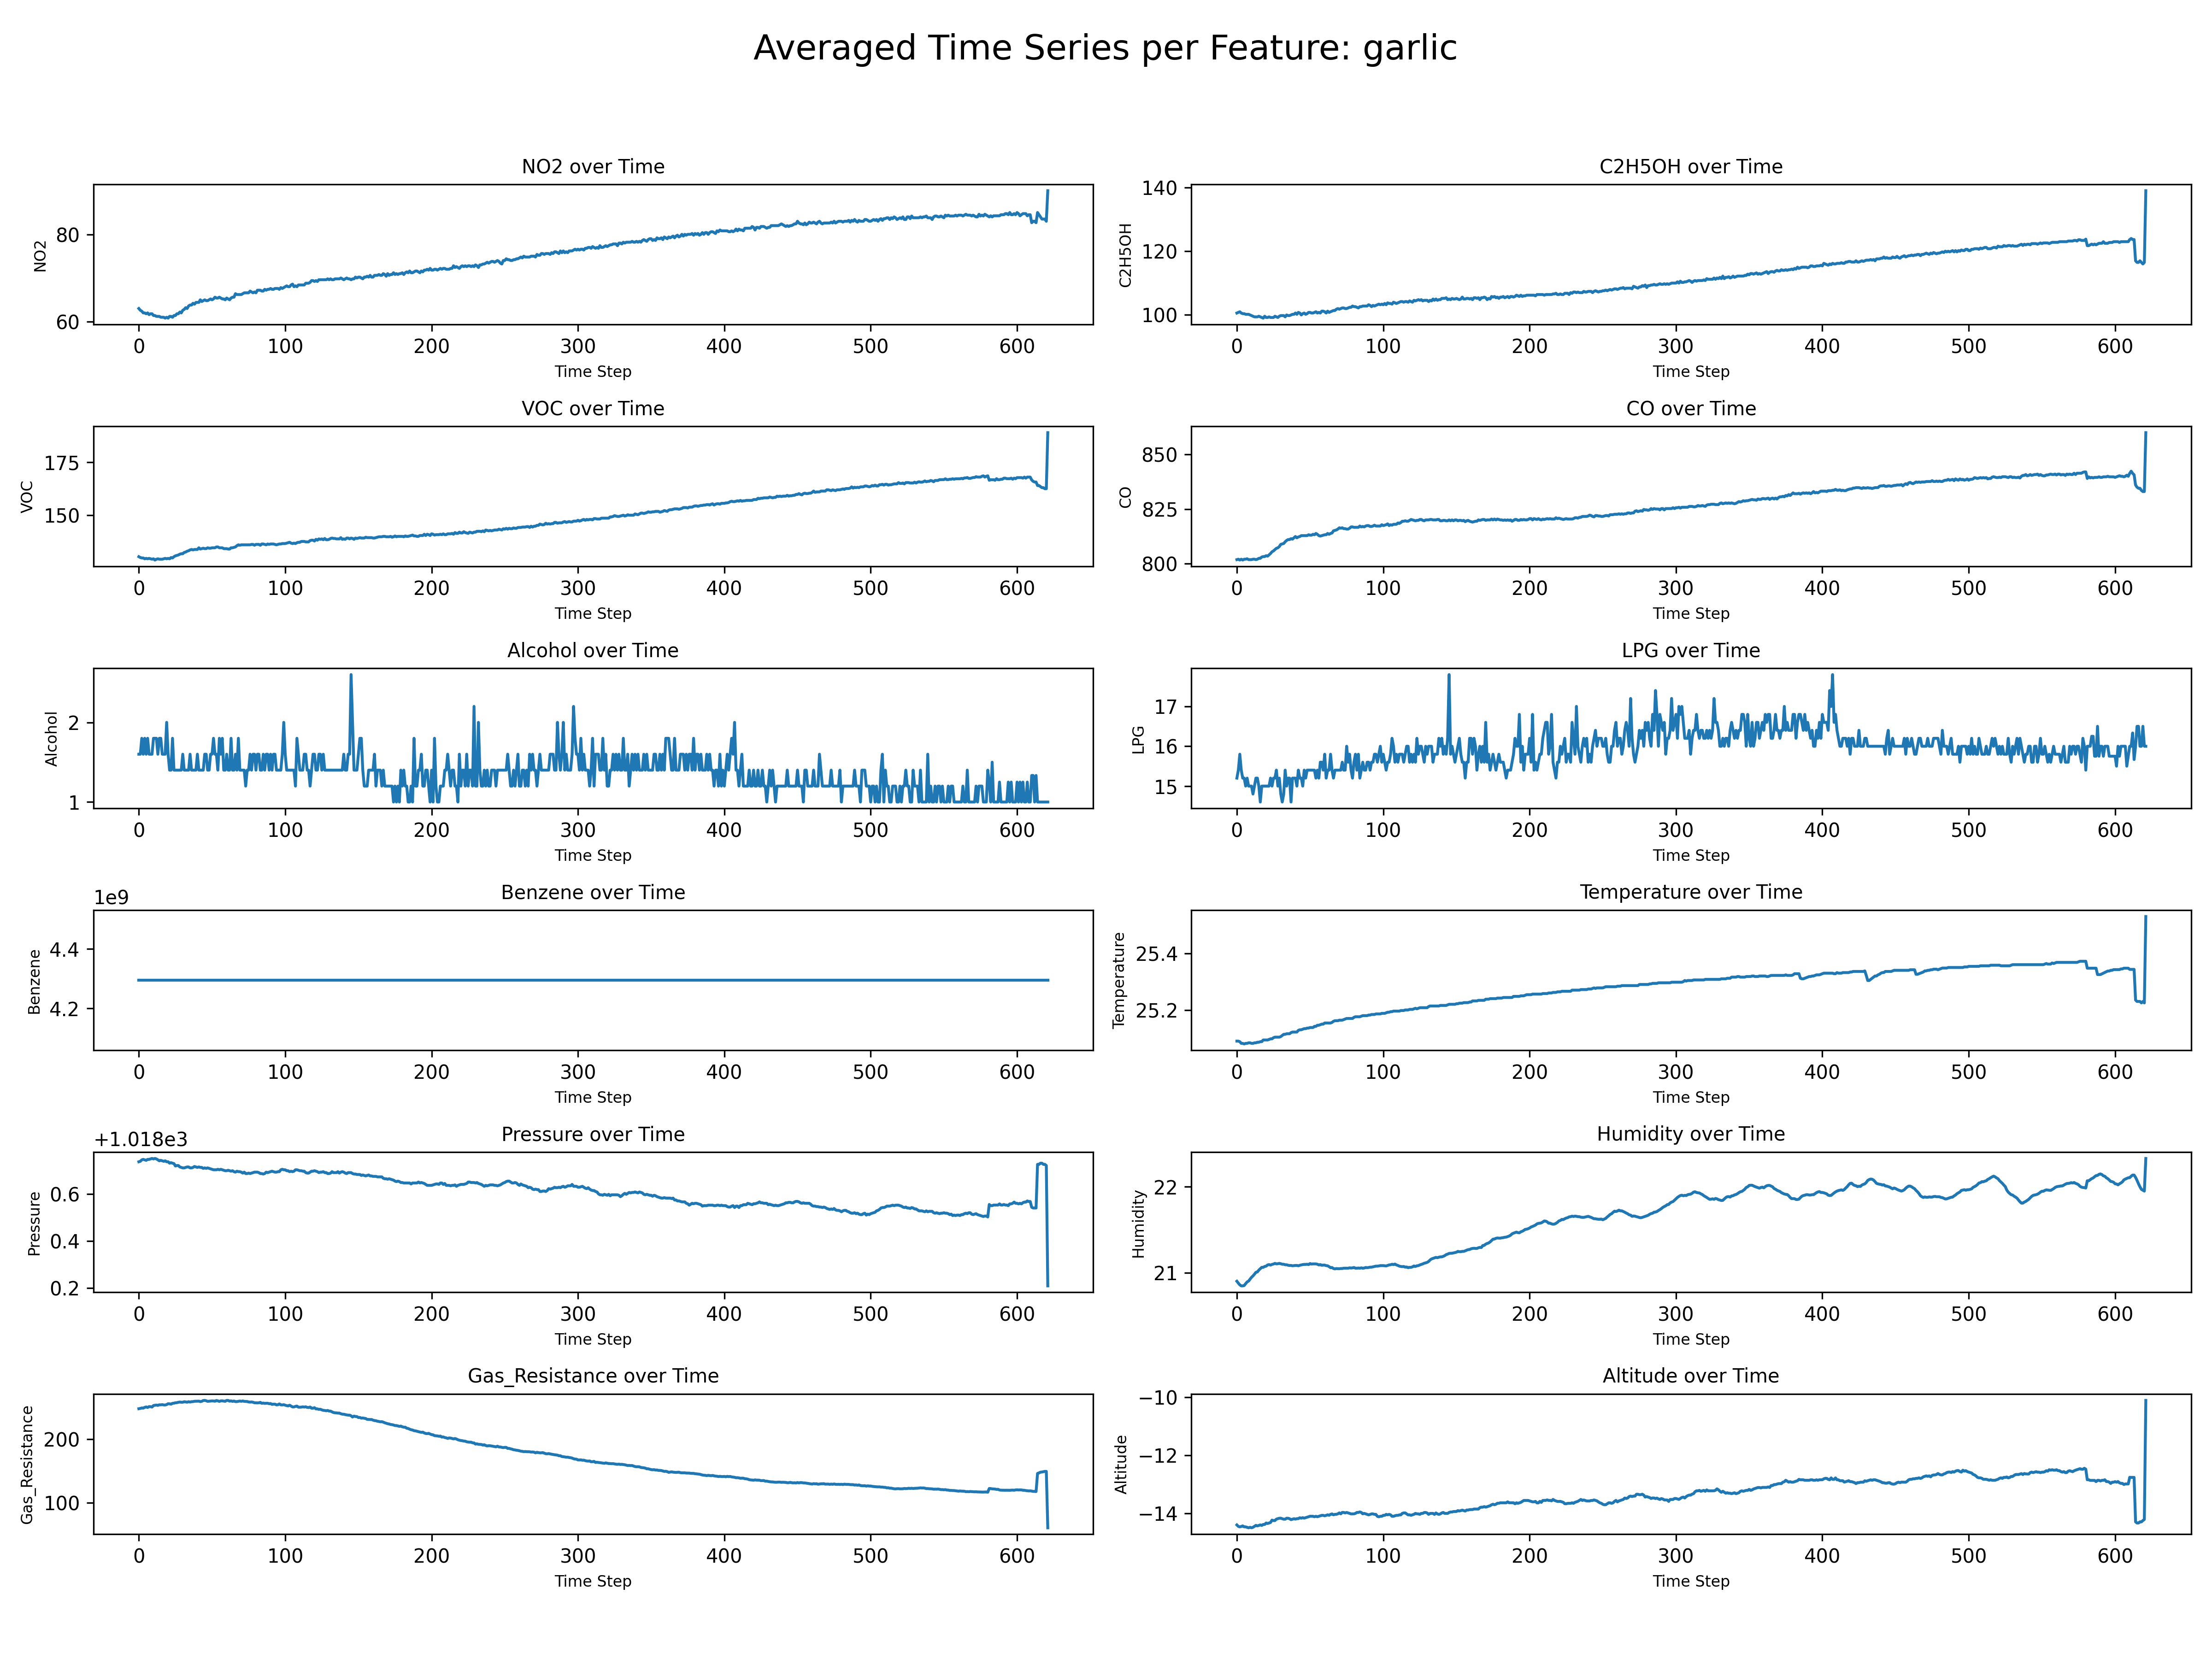 Averaged Time Series per Feature: garlic
NO2 over Time
NO2
80
60
0 100 200 300 400 500 600
Time Step
C2H5OH over Time
C2H5OH
140
120
100
0 100 200 300 400 500 600
Time Step
VOC over Time
VOC
175
150
0 100 200 300 400 500 600
Time Step
CO over Time
CO
850
825
800
0 100 200 300 400 500 600
Time Step
Alcohol over Time
Alcohol
2
1
0 100 200 300 400 500 600
Time Step
LPG over Time
LPG
17
16
15
0 100 200 300 400 500 600
Time Step
Benzene over Time
1e9
Benzene
4.4
4.2
0 100 200 300 400 500 600
Time Step
Temperature over Time
Temperature
25.4
25.2
0 100 200 300 400 500 600
Time Step
Pressure over Time
+1.018e3
Pressure
0.6
0.4
0.2
0 100 200 300 400 500 600
Time Step
Humidity over Time
Humidity
22
21
0 100 200 300 400 500 600
Time Step
Gas_Resistance over Time
Gas_Resistance
200
100
0 100 200 300 400 500 600
Time Step
Altitude over Time
Altitude
−10
−12
−14
0 100 200 300 400 500 600
Time Step